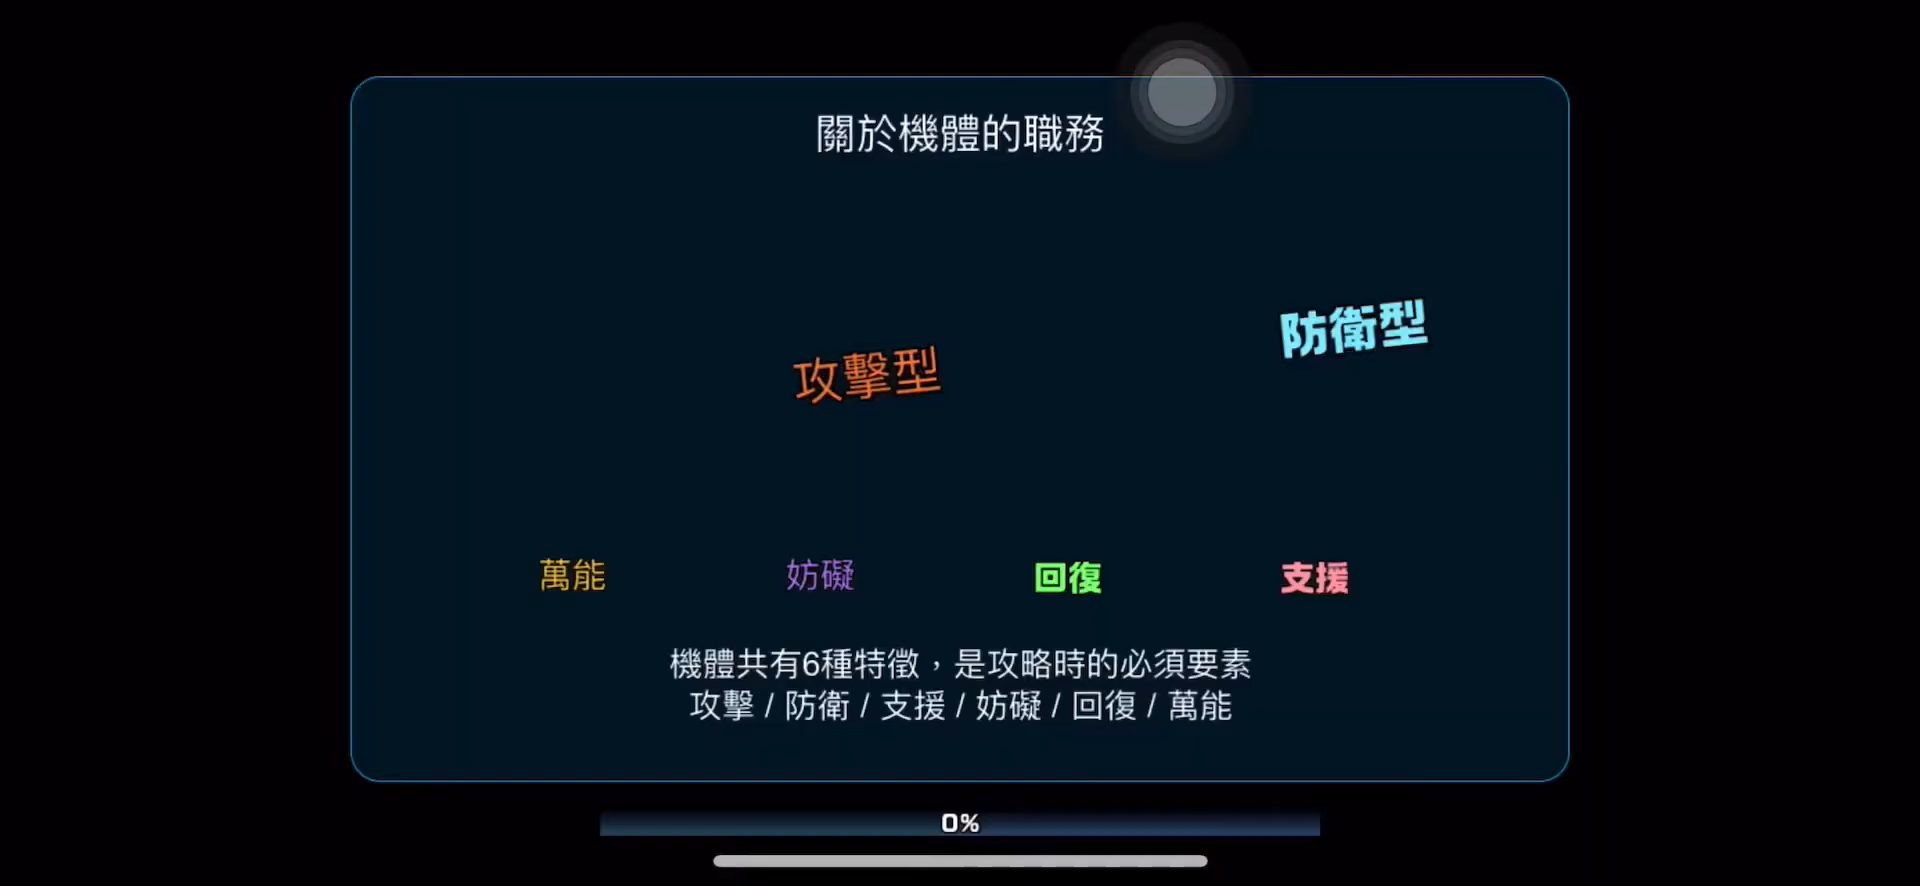 關於機體的職務
防衛型
攻擊型
萬能 妨礙 回復 支援
機體共有6種特徵，是攻略時的必須要素
攻擊 / 防衛 / 支援 / 妨礙 / 回復 / 萬能
0%